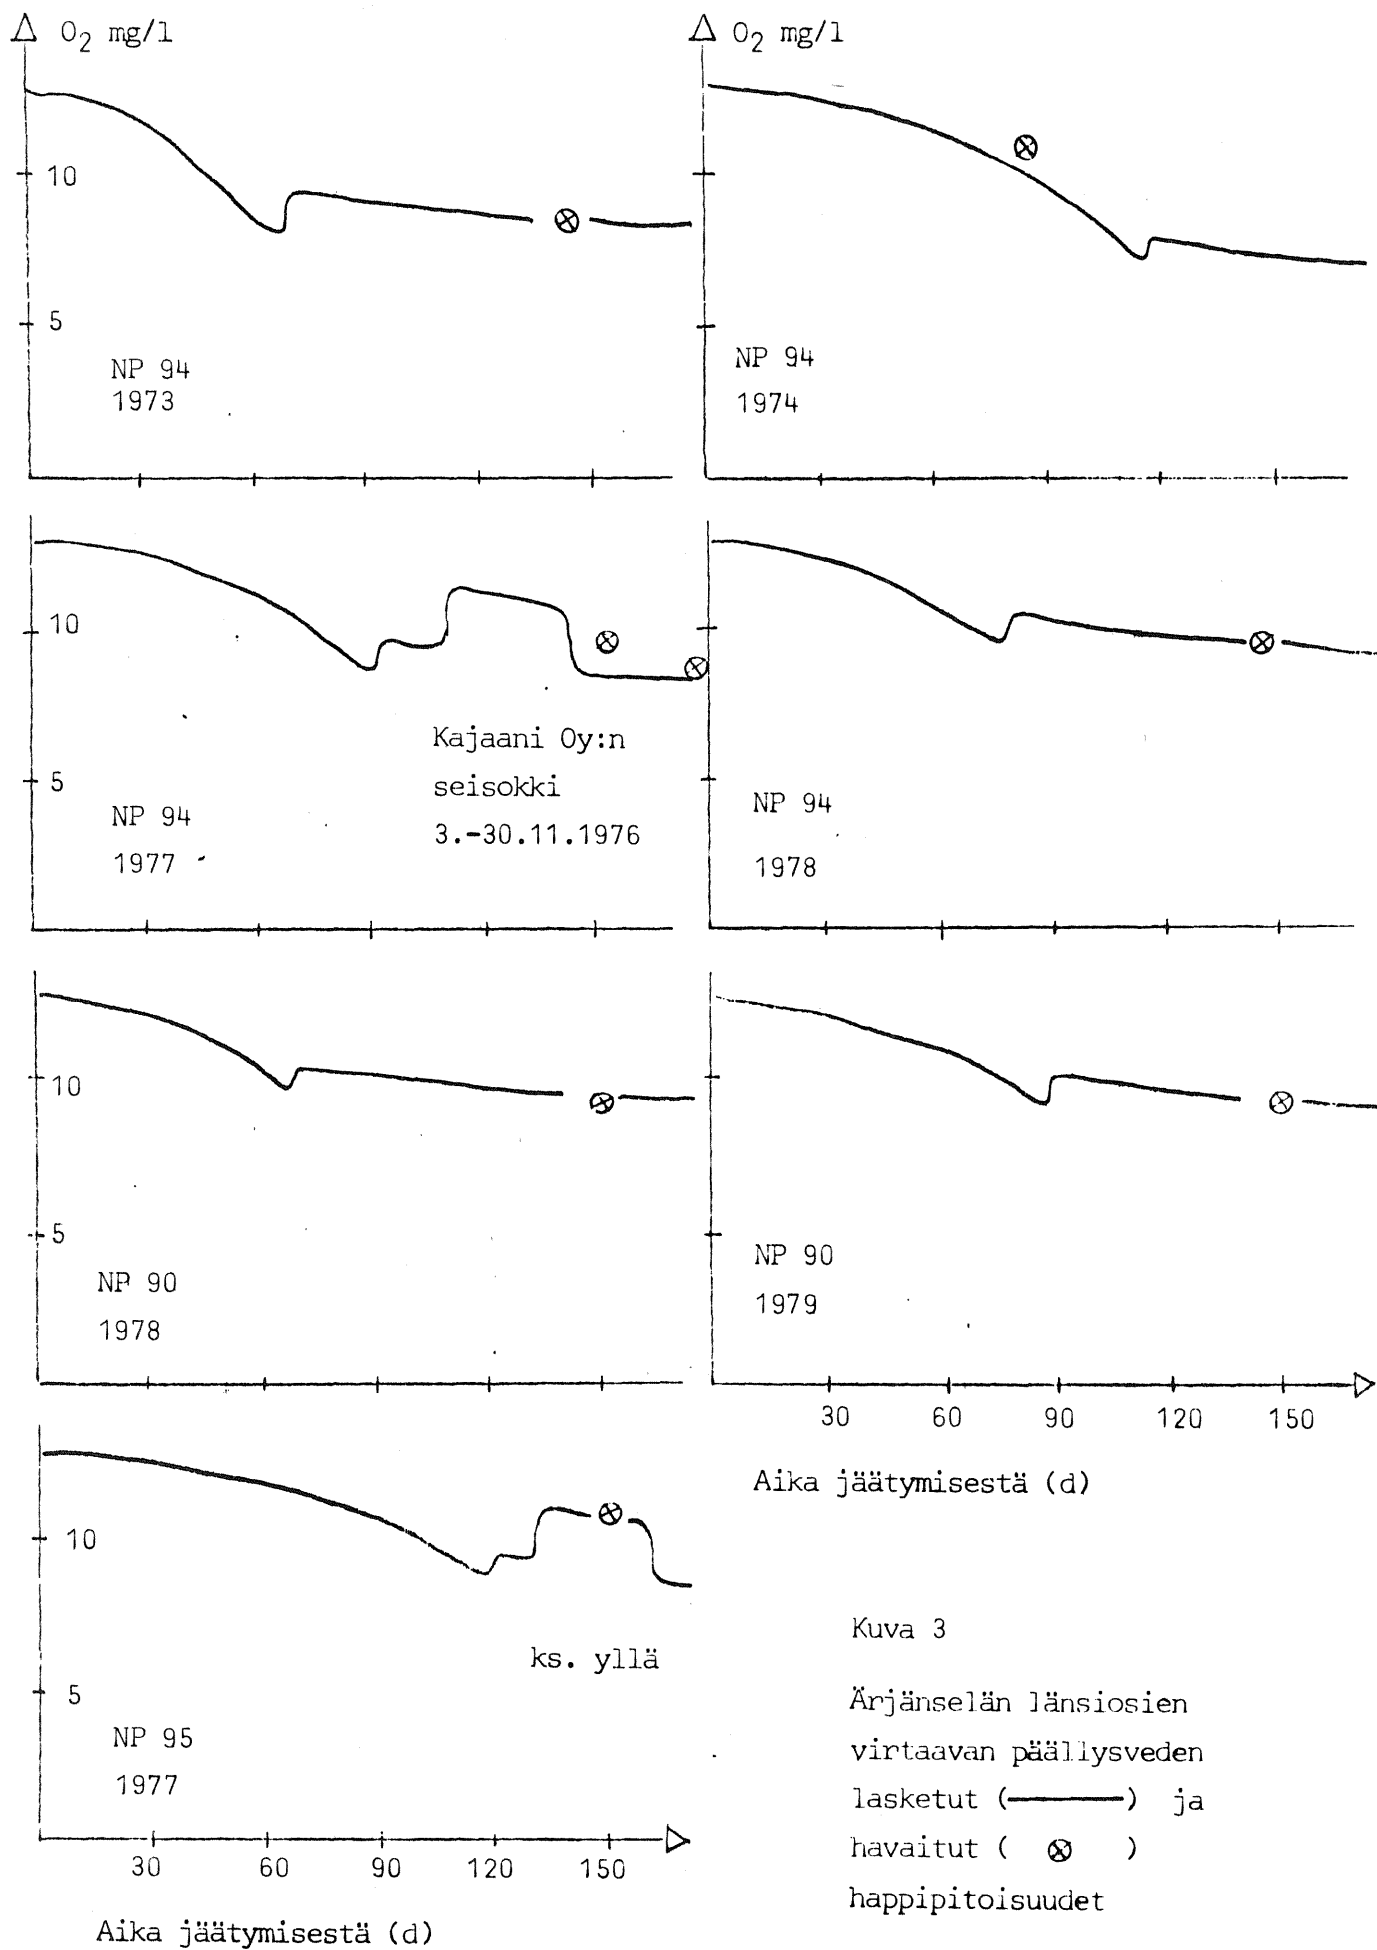 O₂ mg/l
10
5
NP 94
1973
O₂ mg/l
NP 94
1974
10
5
NP 94
1977
Kajaani Oy:n
seisokki
3.-30.11.1976
NP 94
1978
10
5
NP 90
1978
NP 90
1979
30 60 90 120 150
Aika jäätymisestä (d)
10
5
NP 95
1977
ks. yllä
30 60 90 120 150
Aika jäätymisestä (d)
Kuva 3
Ärjänselän länsiosien
virtaavan päällysveden
lasketut ( ) ja
havaitut ( ⊗ )
happipitoisuudet